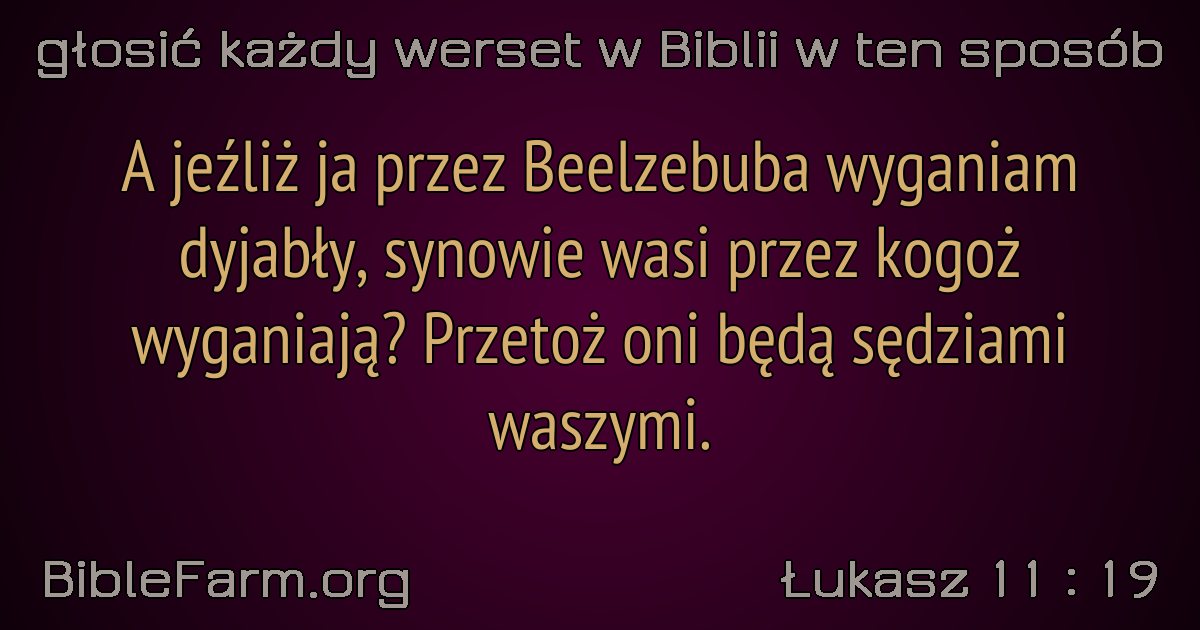 głosić każdy werset w Biblii w ten sposób
A jeźliż ja przez Beelzebuba wyganiam
dyjabły, synowie wasi przez kogoż
wyganiają? Przetoż oni będą sędziami
waszymi.
BibleFarm.org
Łukasz 11 : 19